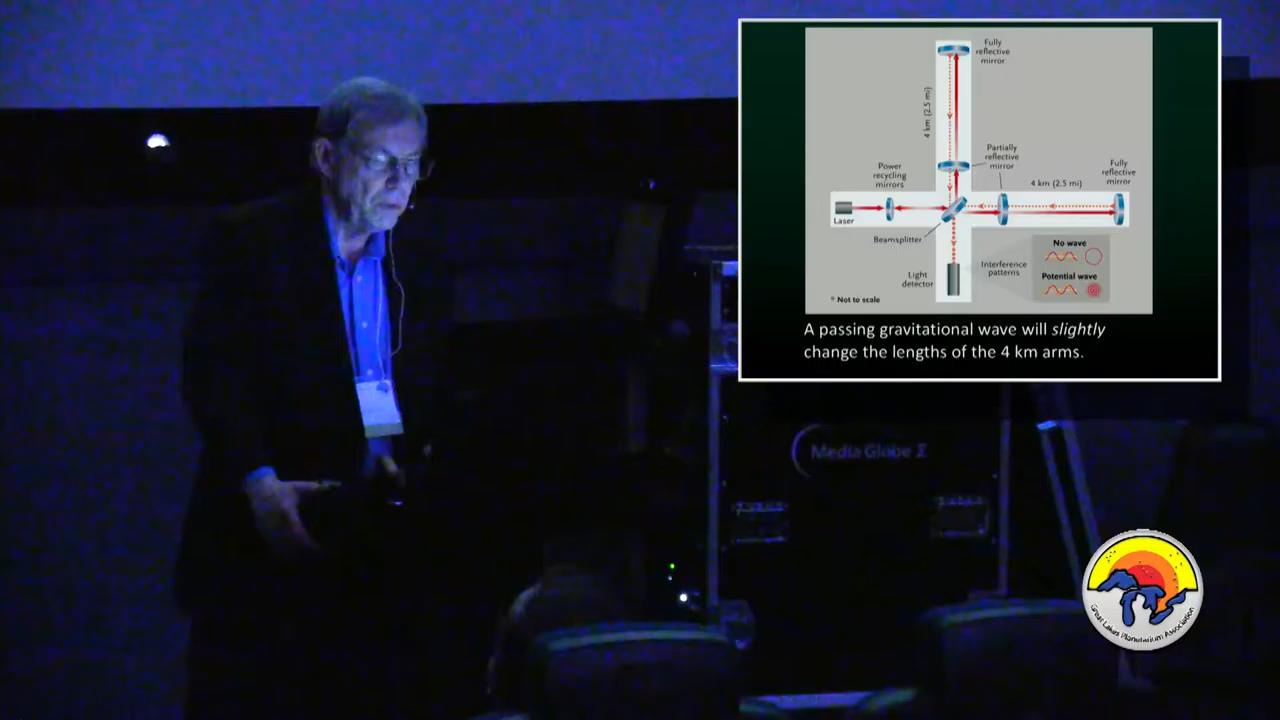 Fully
reflective
mirror
4 km (2.5 mi)
Partially
reflective
mirror
Power
recycling
mirrors
4 km (2.5 mi)
Fully
reflective
mirror
Laser
Beamsplitter
No wave
Interference
patterns
Potential wave
Light
detector
* Not to scale
A passing gravitational wave will slightly
change the lengths of the 4 km arms.
Media Globe Σ
Great Lakes Planetarium Association